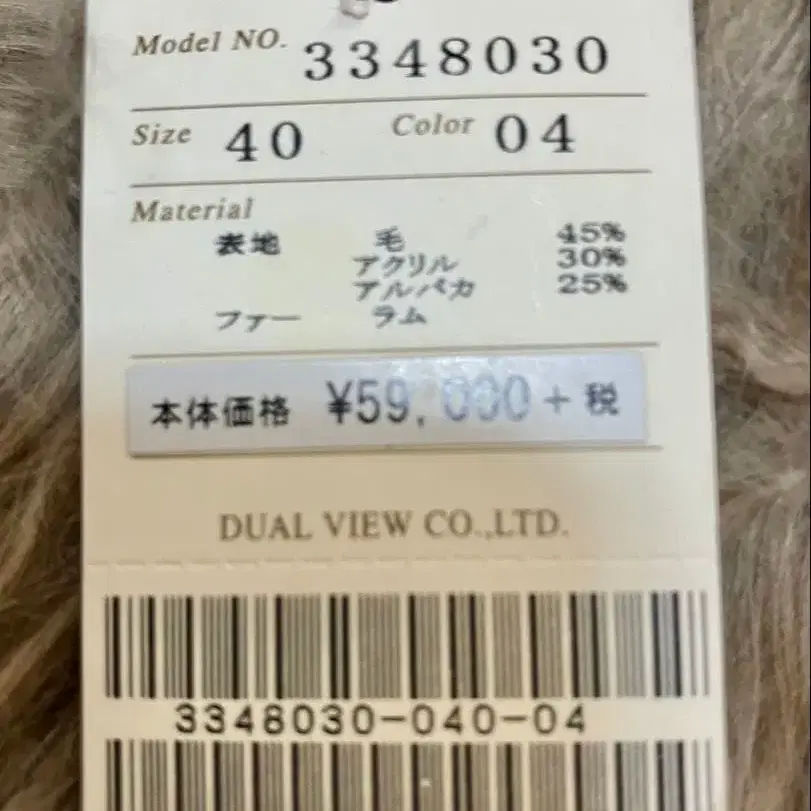 Model NO. 3348030
Size 40 Color 04
Material
表地 毛 45%
アクリル 30%
アルパカ 25%
ファー ラム
本体価格 ¥59,000+税
DUAL VIEW CO.,LTD.
3348030-040-04